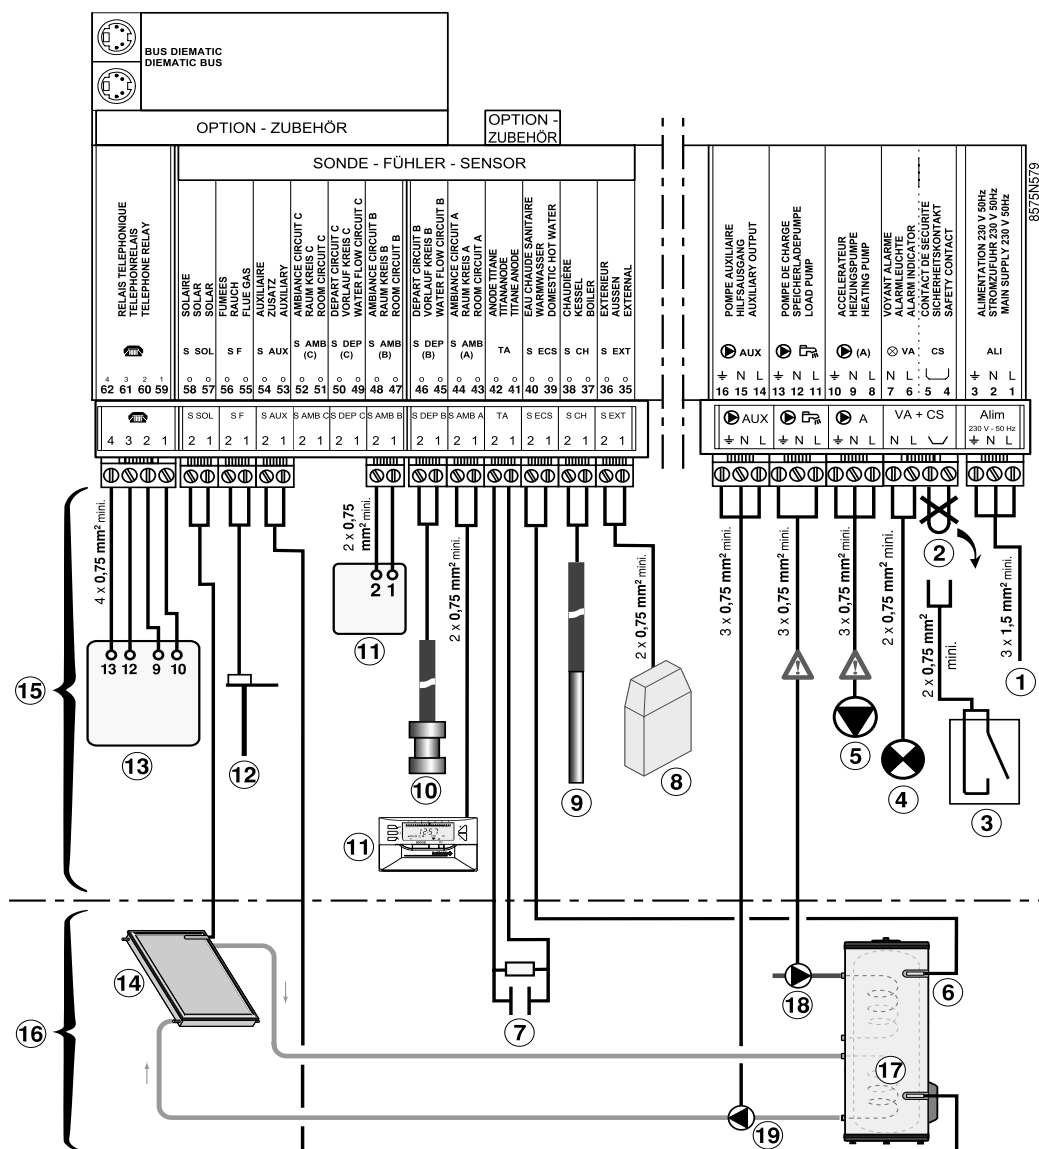 BUS DIEMATIC
DIEMATIC BUS
OPTION - ZUBEHÖR
OPTION -
ZUBEHÖR
SONDE - FÜHLER - SENSOR
RELAIS TELEPHONIQUE
TELEPHONRELAIS
TELEPHONE RELAY
SOLAIRE
SOLAR
SOLAR
FUMEES
RAUCH
FLUE GAS
AUXILIAIRE
ZUSATZ
AUXILIARY
AMBIANCE CIRCUIT C
RAUM KREIS C
ROOM CIRCUIT C
DEPART CIRCUIT C
VORLAUF KREIS C
WATER FLOW CIRCUIT C
AMBIANCE CIRCUIT B
RAUM KREIS B
ROOM CIRCUIT B
DEPART CIRCUIT B
VORLAUF KREIS B
WATER FLOW CIRCUIT B
AMBIANCE CIRCUIT A
RAUM KREIS A
ROOM CIRCUIT A
ANODE TITANE
TITANANODE
TITANE ANODE
EAU CHAUDE SANITAIRE
WARMWASSER
DOMESTIC HOT WATER
CHAUDIÈRE
KESSEL
BOILER
EXTERIEUR
AUSSEN
EXTERNAL
POMPE AUXILIAIRE
HILFSAUSGANG
AUXILIARY OUTPUT
POMPE DE CHARGE
SPEICHERLADEPUMPE
LOAD PUMP
ACCELERATEUR
HEIZUNGSPUMPE
HEATING PUMP
VOYANT ALARME
ALARMLEUCHTE
ALARM INDICATOR
CONTACT DE SÉCURITÉ
SICHERHEITSKONTAKT
SAFETY CONTACT
ALIMENTATION 230 V 50Hz
STROMZUFUHR 230 V 50Hz
MAIN SUPPLY 230 V 50Hz
8575N579
S SOL S F S AUX S AMB (C) S DEP (C) S AMB (B) S DEP (B) S AMB (A) TA S ECS S CH S EXT
AUX (A) VA CS ALI
4 3 2 1
N L N L N L N L N L
62 61 60 59 58 57 56 55 54 53 52 51 50 49 48 47 46 45 44 43 42 41 40 39 38 37 36 35
16 15 14 13 12 11 10 9 8 7 6 5 4 3 2 1
S SOL S F S AUX S AMB C S DEP C S AMB B S DEP B S AMB A TA S ECS S CH S EXT
AUX A VA + CS Alim
230 V - 50 Hz
4 3 2 1 2 1 2 1 2 1 2 1 2 1 2 1 2 1 2 1 2 1 2 1 2 1 2 1
N L N L N L N L N L
4 x 0,75 mm² mini.
2 x 0,75
mm² mini.
2 x 0,75 mm² mini.
2 x 0,75 mm² mini.
3 x 0,75 mm² mini.
3 x 0,75 mm² mini.
3 x 0,75 mm² mini.
2 x 0,75 mm² mini.
2 x 0,75 mm²
mini.
3 x 1,5 mm² mini.
2
2 1
11
13 12 9 10
15
13
12
10
9
8
5
4
3
1
12:57
11
14
16
7
18
6
17
19